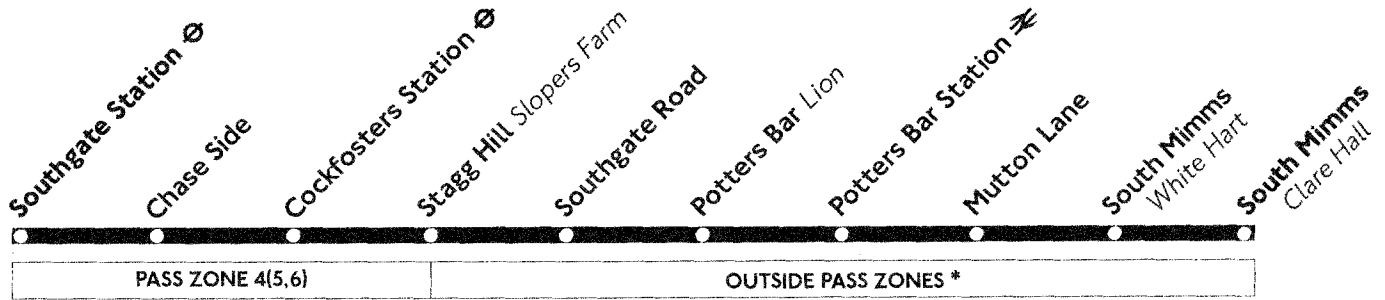 Southgate Station
Chase Side
Cockfosters Station
Stagg Hill Slopers Farm
Southgate Road
Potters Bar Lion
Potters Bar Station
Mutton Lane
South Mimms
White Hart
South Mimms
Clare Hall
PASS ZONE 4(5,6)
OUTSIDE PASS ZONES *